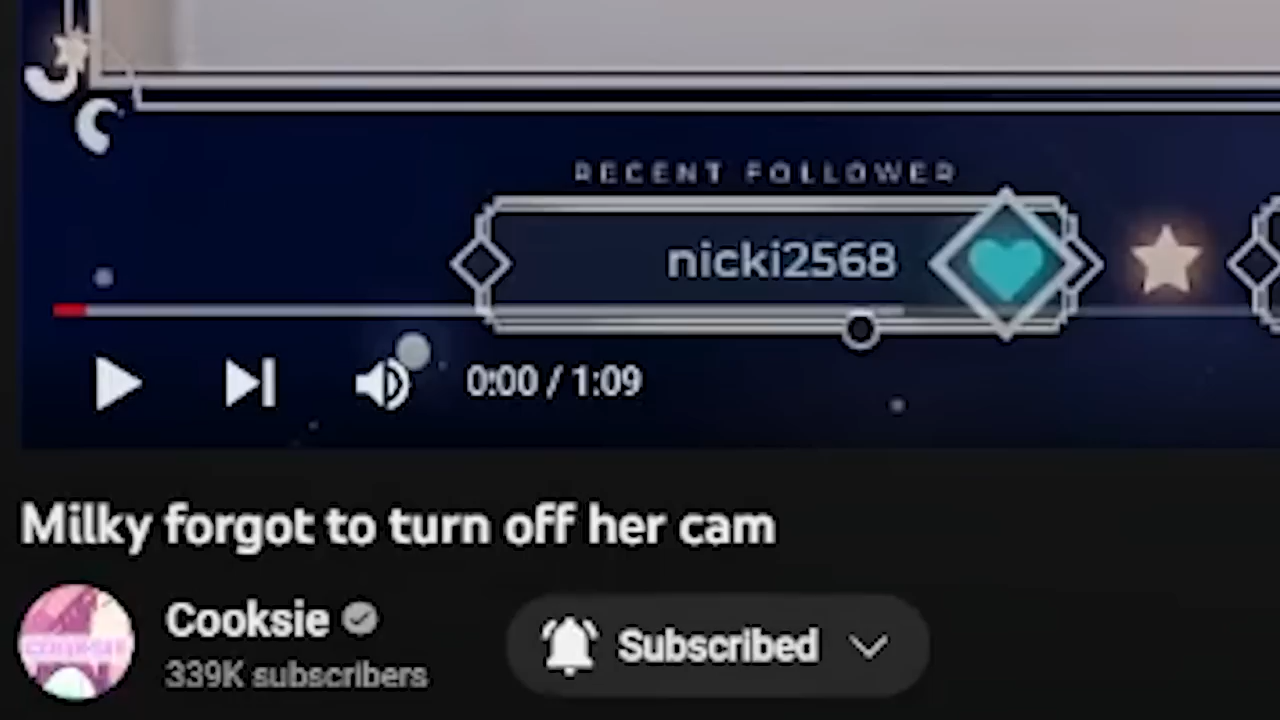 RECENT FOLLOWER
nicki2568
0:00 / 1:09
Milky forgot to turn off her cam
Cooksie
339K subscribers
Subscribed